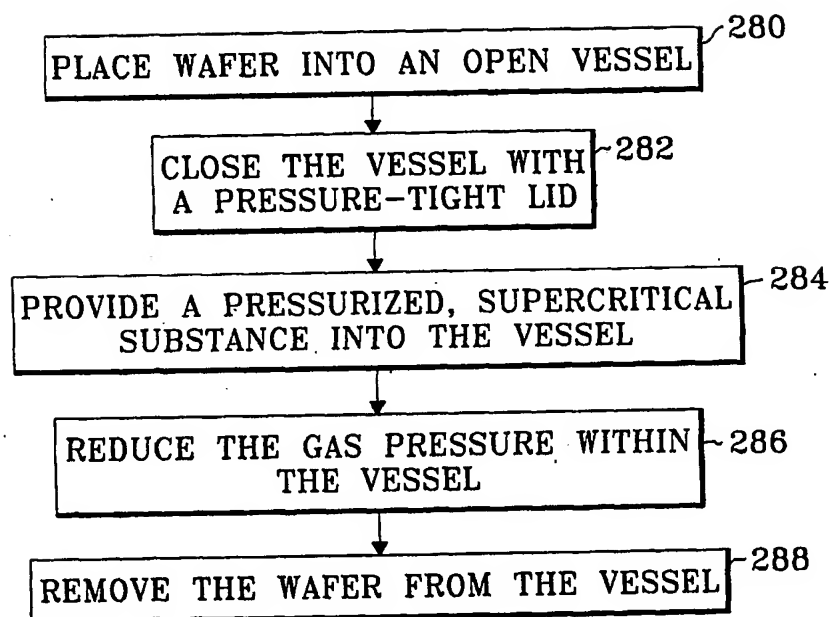 280
PLACE WAFER INTO AN OPEN VESSEL
282
CLOSE THE VESSEL WITH
A PRESSURE-TIGHT LID
284
PROVIDE A PRESSURIZED, SUPERCRITICAL
SUBSTANCE INTO THE VESSEL
286
REDUCE THE GAS PRESSURE WITHIN
THE VESSEL
288
REMOVE THE WAFER FROM THE VESSEL